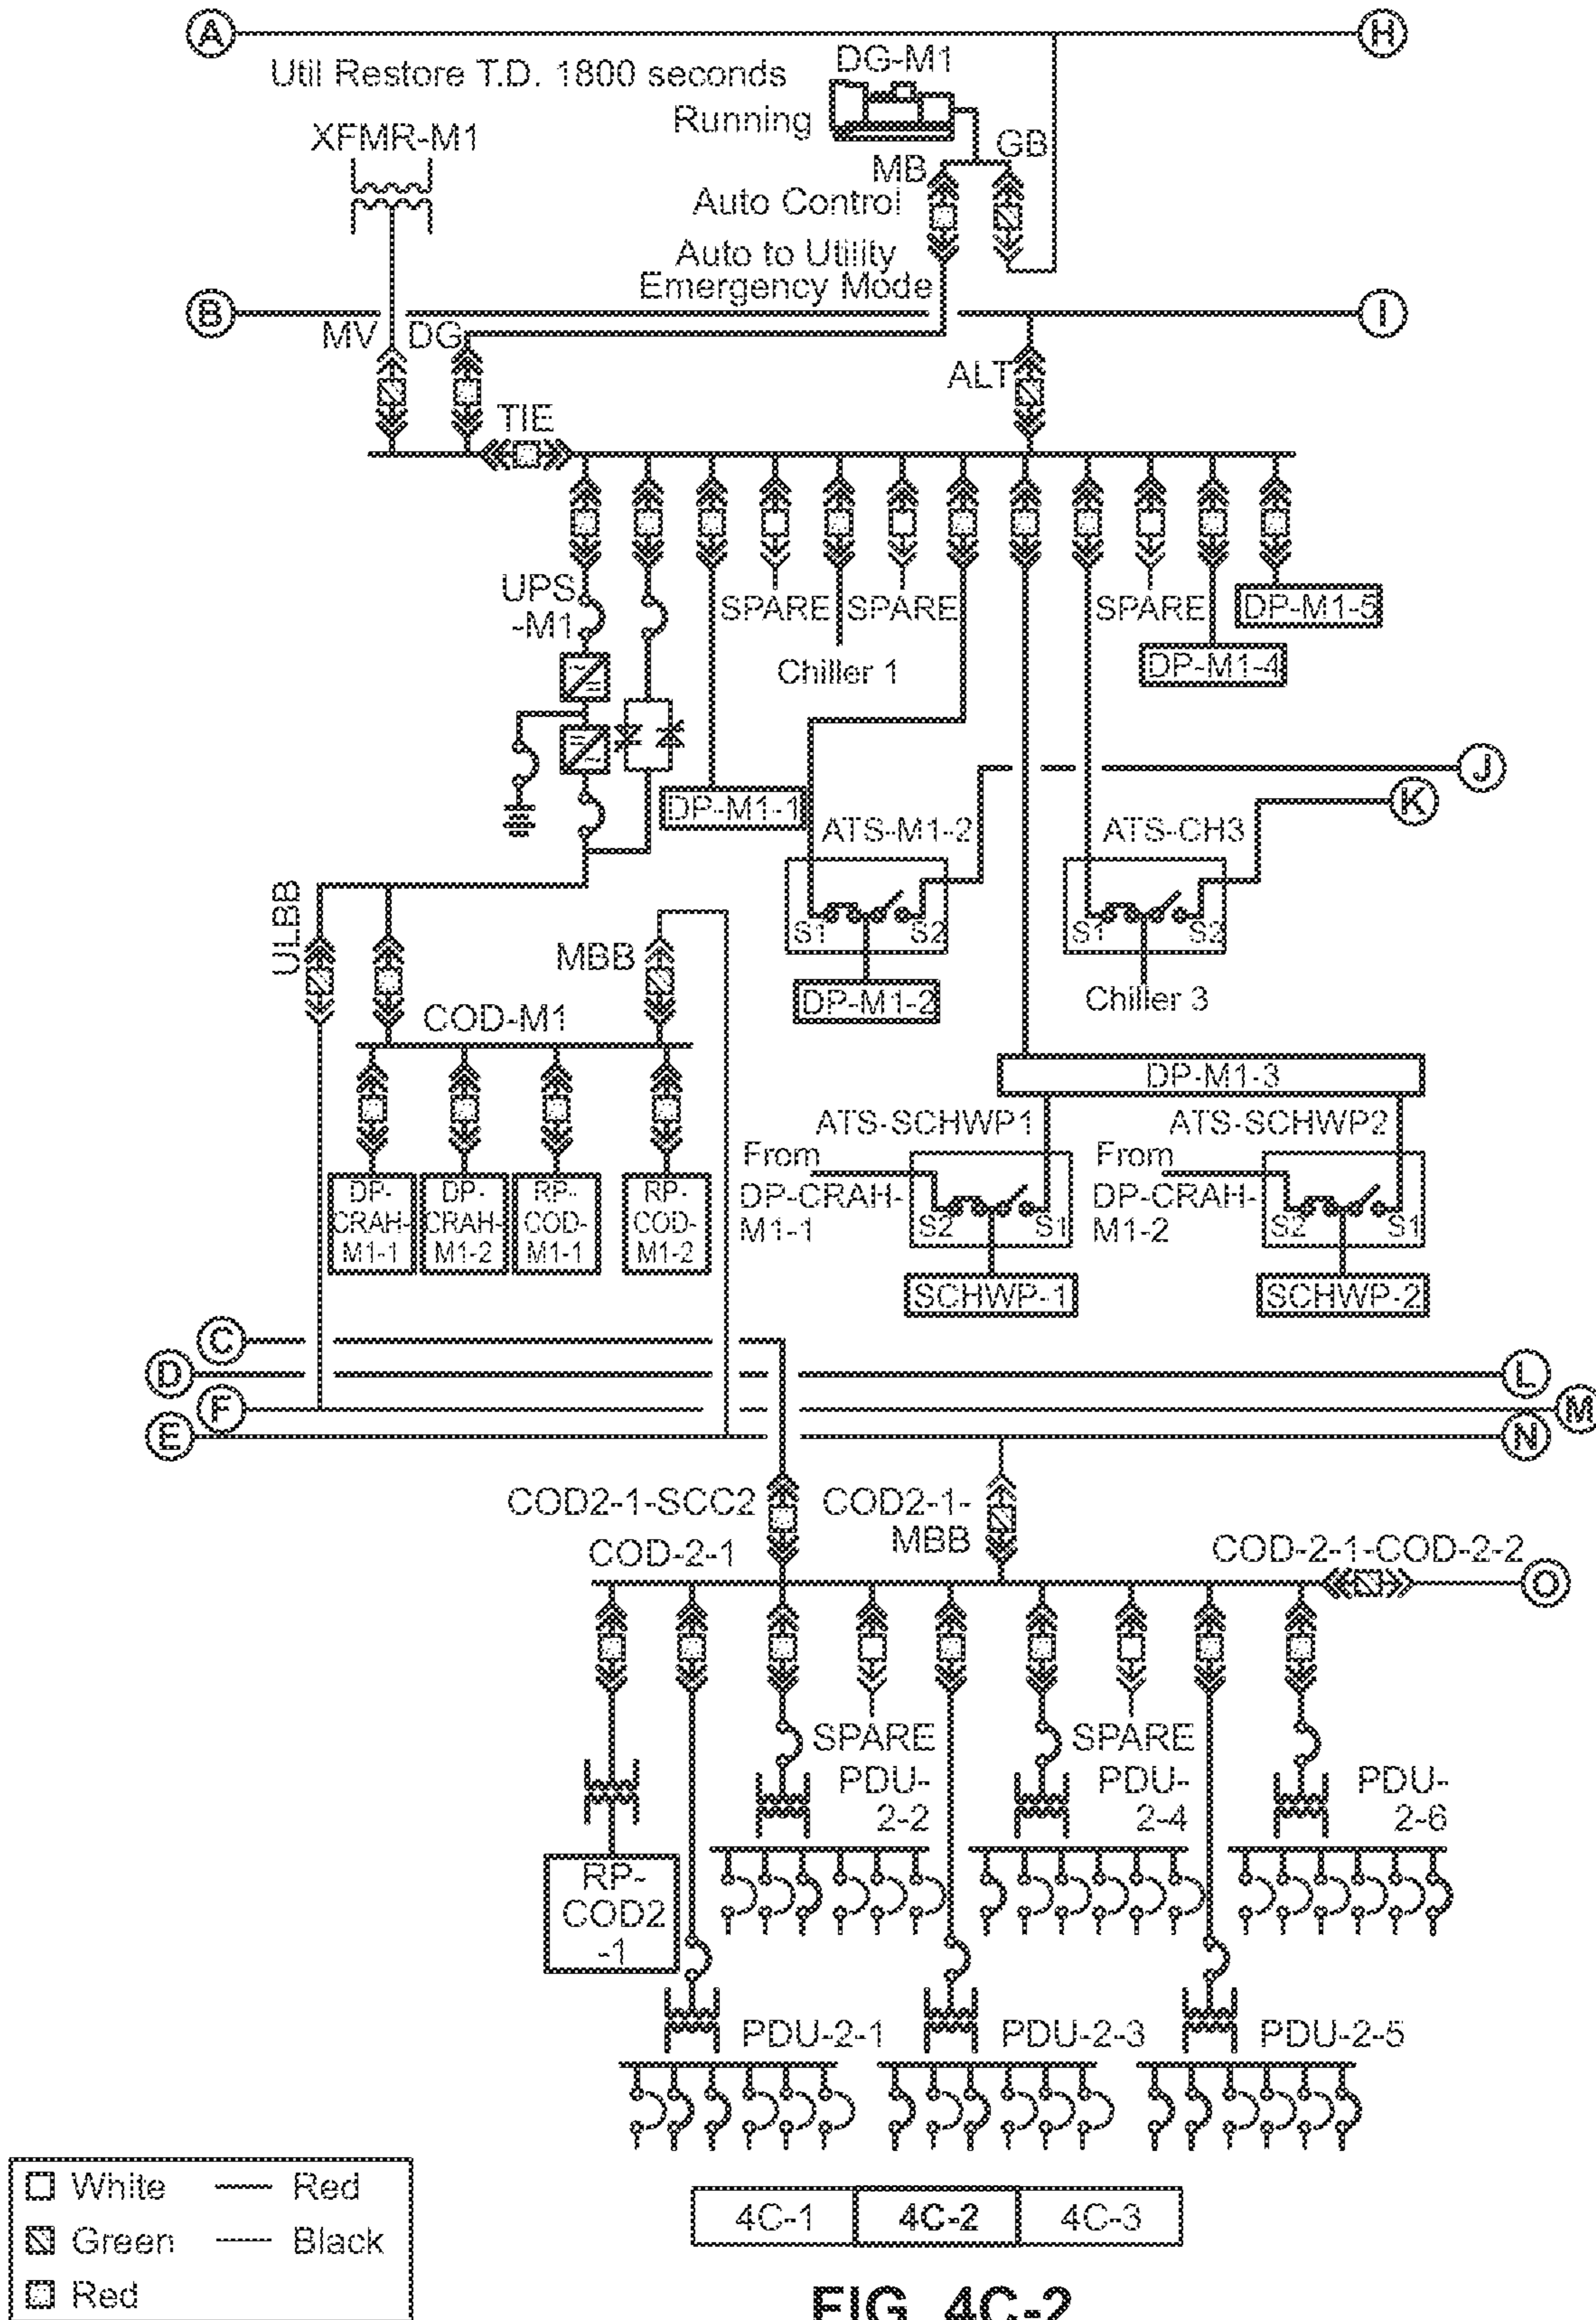 A
H
Util Restore T.D. 1800 seconds
DG-M1
Running
XFMR-M1
GB
MB
Auto Control
Auto to Utility
Emergency Mode
B
I
MV
DG
ALT
TIE
UPS
-M1
SPARE
SPARE
SPARE
DP-M1-5
Chiller 1
DP-M1-4
J
DP-M1-1
K
ATS-M1-2
ATS-CH3
ULBB
S1
S2
S1
S2
MBB
DP-M1-2
Chiller 3
COD-M1
DP-M1-3
ATS-SCHWP1
ATS-SCHWP2
From
DP-CRAH-
M1-1
From
DP-CRAH-
M1-2
DP-
CRAH-
M1-1
DP-
CRAH-
M1-2
RP-
COD-
M1-1
RP-
COD-
M1-2
S2
S1
S2
S1
SCHWP-1
SCHWP-2
C
D
L
F
M
E
N
COD2-1-SCC2
COD2-1-
MBB
COD-2-1
COD-2-1-COD-2-2
O
SPARE
SPARE
PDU-
2-2
PDU-
2-4
PDU-
2-6
RP-
COD2
-1
PDU-2-1
PDU-2-3
PDU-2-5
White
Red
Green
Black
Red
4C-1
4C-2
4C-3
FIG. 4C-2